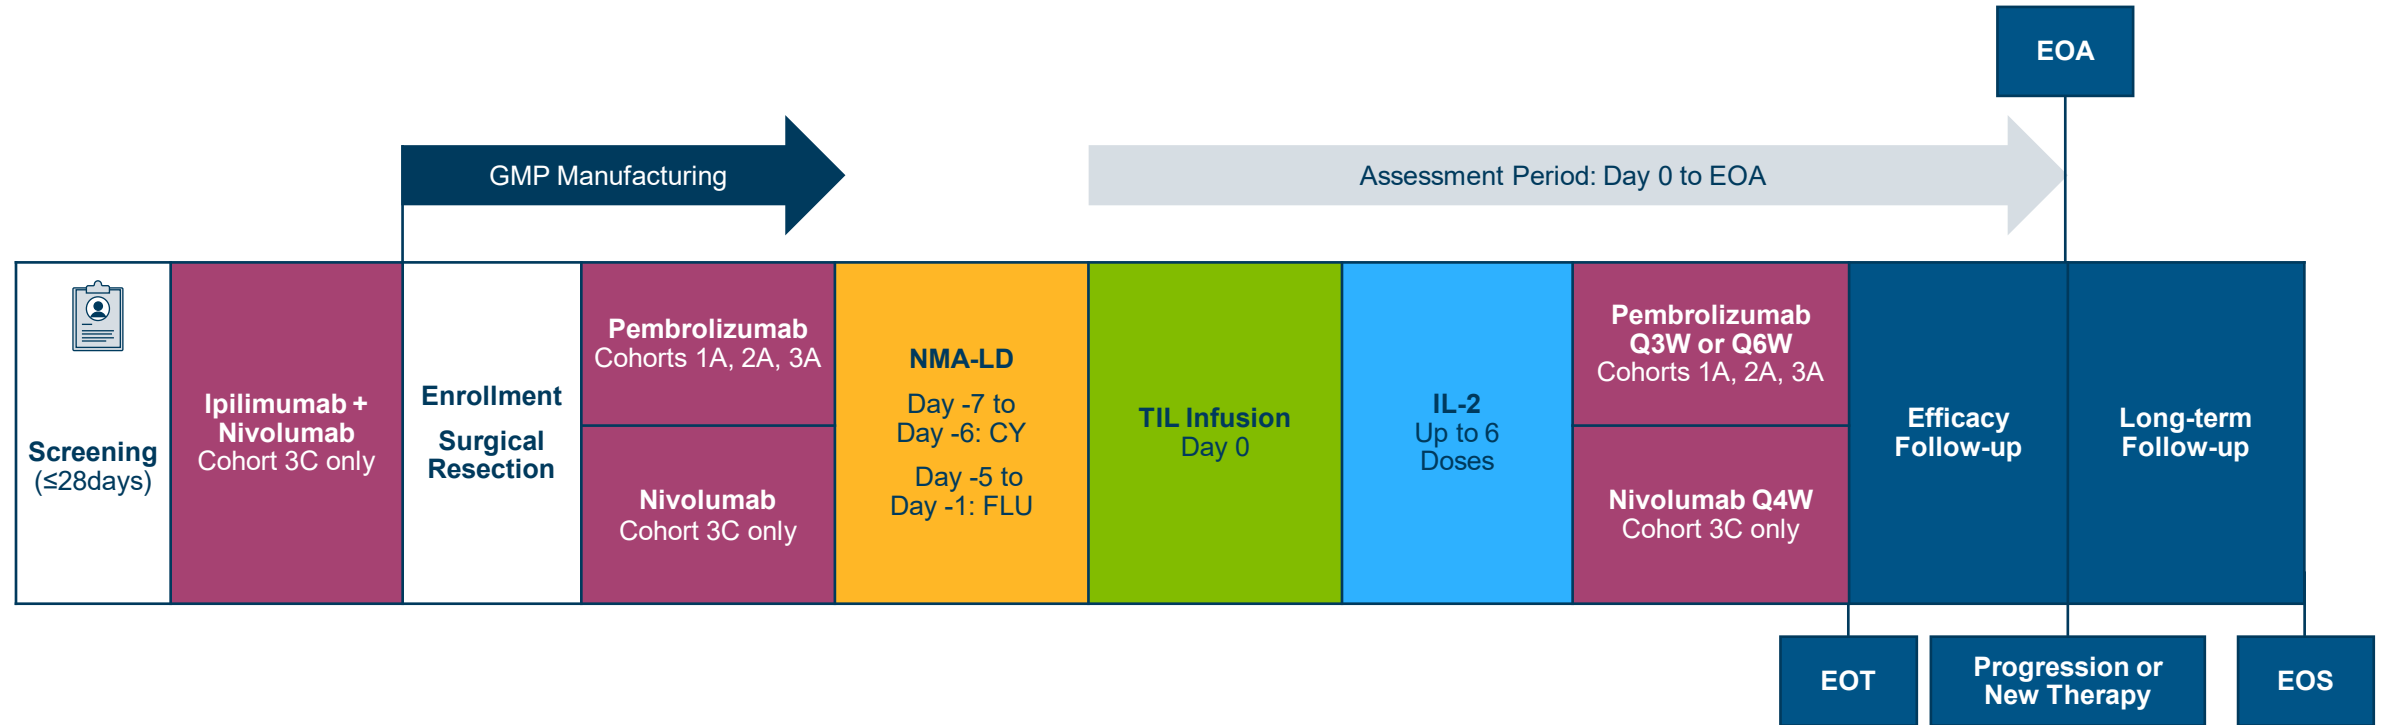 EOA
GMP Manufacturing
Assessment Period: Day 0 to EOA
Screening
(≤28days)
Ipilimumab +
Nivolumab
Cohort 3C only
Enrollment
Surgical
Resection
Pembrolizumab
Cohorts 1A, 2A, 3A
Nivolumab
Cohort 3C only
NMA-LD
Day -7 to
Day -6: CY
Day -5 to
Day -1: FLU
TIL Infusion
Day 0
IL-2
Up to 6
Doses
Pembrolizumab
Q3W or Q6W
Cohorts 1A, 2A, 3A
Nivolumab Q4W
Cohort 3C only
Efficacy
Follow-up
Long-term
Follow-up
EOT
Progression or
New Therapy
EOS